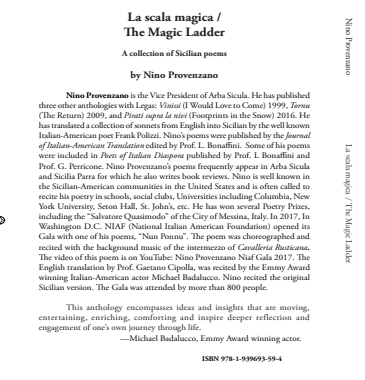 La scala magica /
The Magic Ladder
A collection of Sicilian poems
by Nino Provenzano
Nino Provenzano is the Vice President of Arba Sicula. He has published
three other anthologies with Legas: Vinissi (I Would Love to Come) 1999, Tornu
(The Return) 2009, and Pirati supra la nivi (Footprints in the Snow) 2016. He
has translated a collection of sonnets from English into Sicilian by the well known
Italian-American poet Frank Polizzi. Nino's poems were published by the Journal
of Italian-American Translation edited by Prof. L. Bonaffini. Some of his poems
were included in Poets of Italian Diaspora published by Prof. L. Bonaffini and
Prof. G. Perricone. Nino Provenzano's poems frequently appear in Arba Sicula
and Sicilia Parra for which he also writes book reviews. Nino is well known in
the Sicilian-American communities in the United States and is often called to
recite his poetry in schools, social clubs, Universities including Columbia, New
York University, Seton Hall, St. John's, etc. He has won several Poetry Prizes,
including the "Salvatore Quasimodo" of the City of Messina, Italy. In 2017, In
Washington D.C. NIAF (National Italian American Foundation) opened its
Gala with one of his poems, "Nun Ponnu". The poem was choreographed and
recited with the background music of the intermezzo of Cavalleria Rusticana.
The video of this poem is on YouTube: Nino Provenzano Niaf Gala 2017. The
English translation by Prof. Gaetano Cipolla, was recited by the Emmy Award
winning Italian-American actor Michael Badalucco. Nino recited the original
Sicilian version. The Gala was attended by more than 800 people.
This anthology encompasses ideas and insights that are moving,
entertaining, enriching, comforting and inspire deeper reflection and
engagement of one's own journey through life.
—Michael Badalucco, Emmy Award winning actor.
ISBN 978-1-939693-59-4
Nino Provenzano
La scala magica / The Magic Ladder